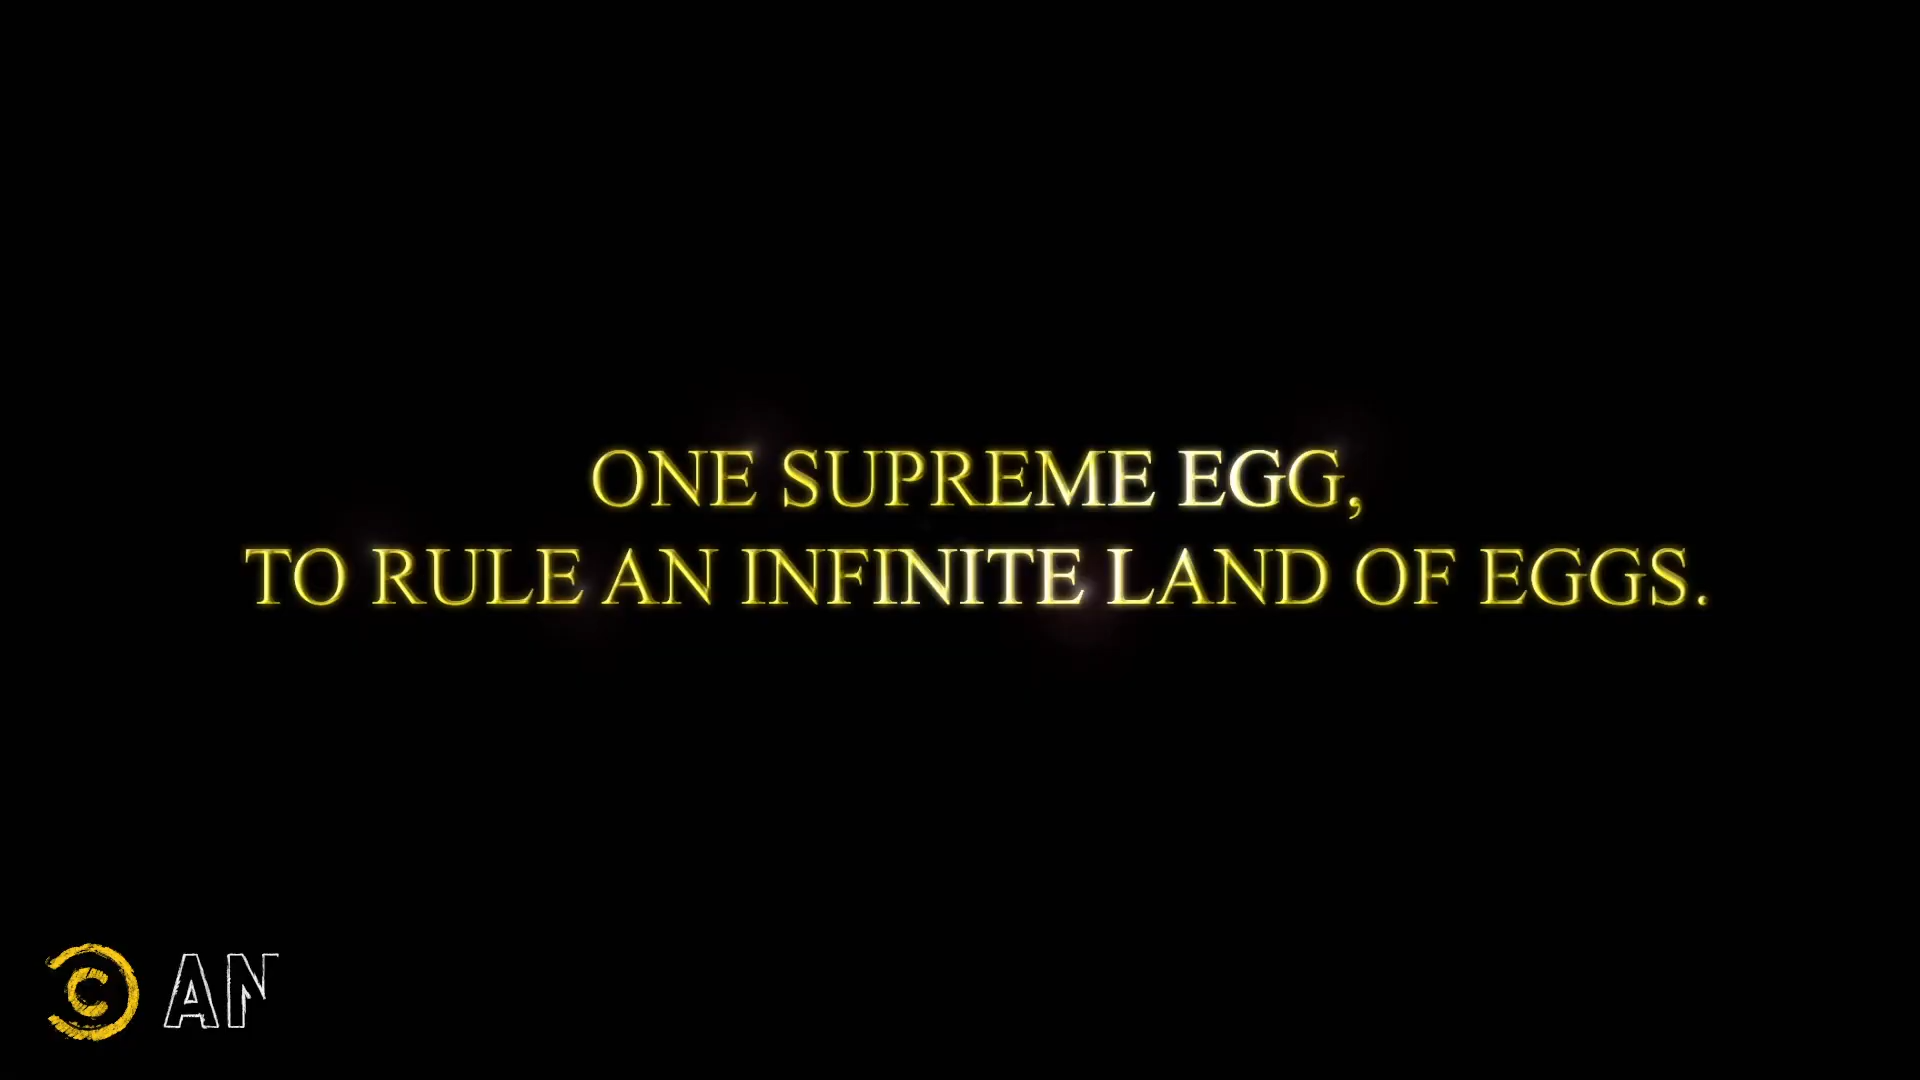 ONE SUPREME EGG,
TO RULE AN INFINITE LAND OF EGGS.
C AN